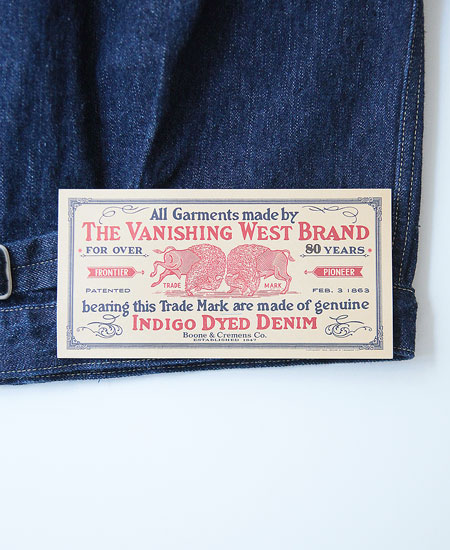 All Garments made by
THE VANISHING WEST BRAND
FOR OVER 80 YEARS
FRONTIER PIONEER
TRADE MARK
PATENTED FEB. 3 1863
bearing this Trade Mark are made of genuine
INDIGO DYED DENIM
Boone & Cremens Co.
ESTABLISHED 1847